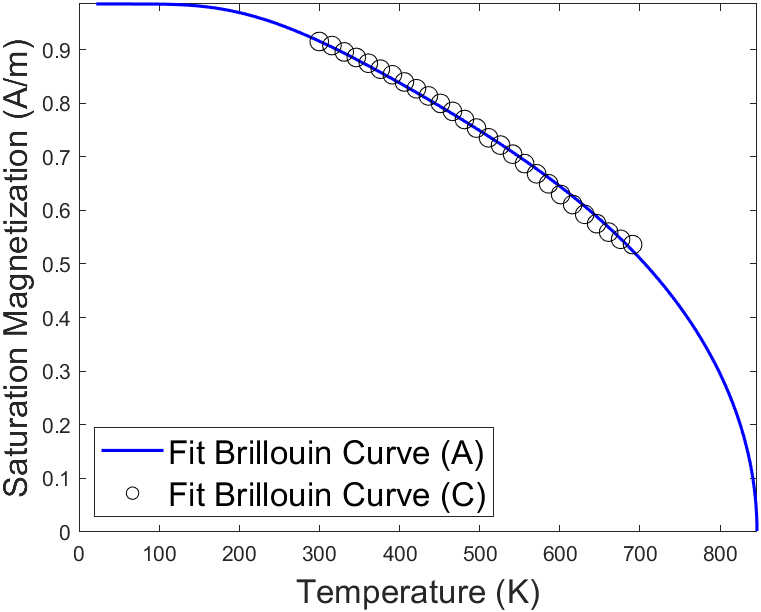 Saturation Magnetization (A/m)
0.9
0.8
0.7
0.6
0.5
0.4
0.3
0.2
0.1
0
Fit Brillouin Curve (A)
Fit Brillouin Curve (C)
0 100 200 300 400 500 600 700 800
Temperature (K)